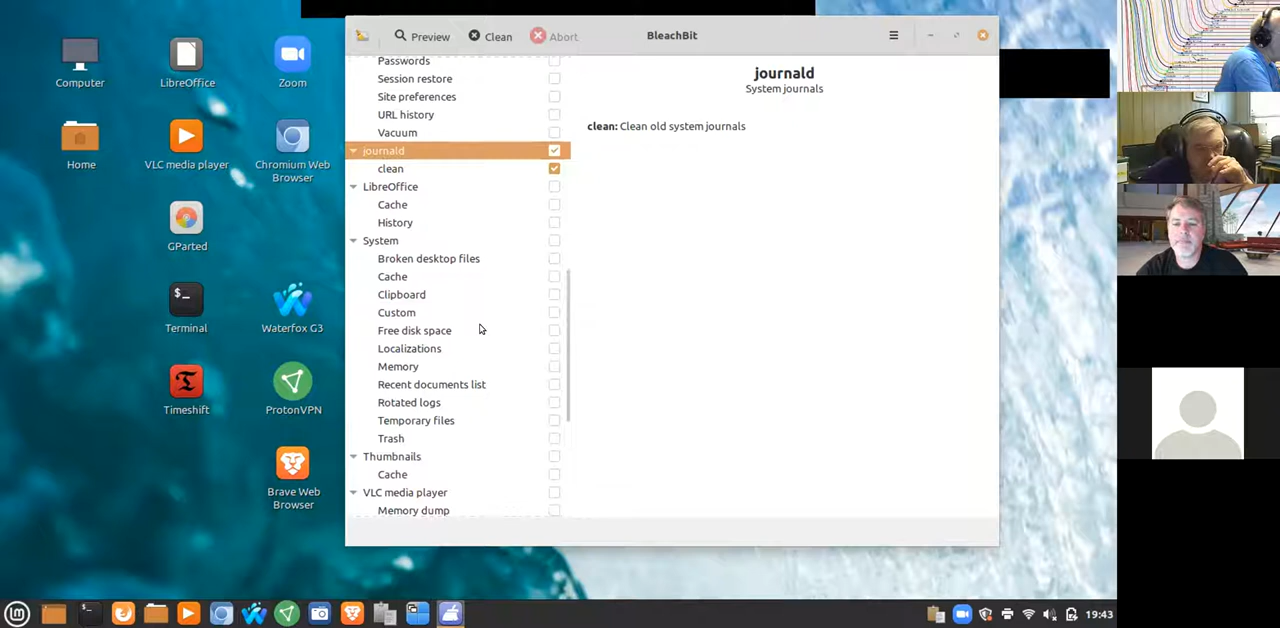 Computer
LibreOffice
Zoom
Home
VLC media player
Chromium Web
Browser
GParted
Terminal
Waterfox G3
Timeshift
ProtonVPN
Brave Web
Browser
Preview
Clean
Abort
BleachBit
Passwords
Session restore
Site preferences
URL history
Vacuum
journald
clean
LibreOffice
Cache
History
System
Broken desktop files
Cache
Clipboard
Custom
Free disk space
Localizations
Memory
Recent documents list
Rotated logs
Temporary files
Trash
Thumbnails
Cache
VLC media player
Memory dump
journald
System journals
clean: Clean old system journals
19:43